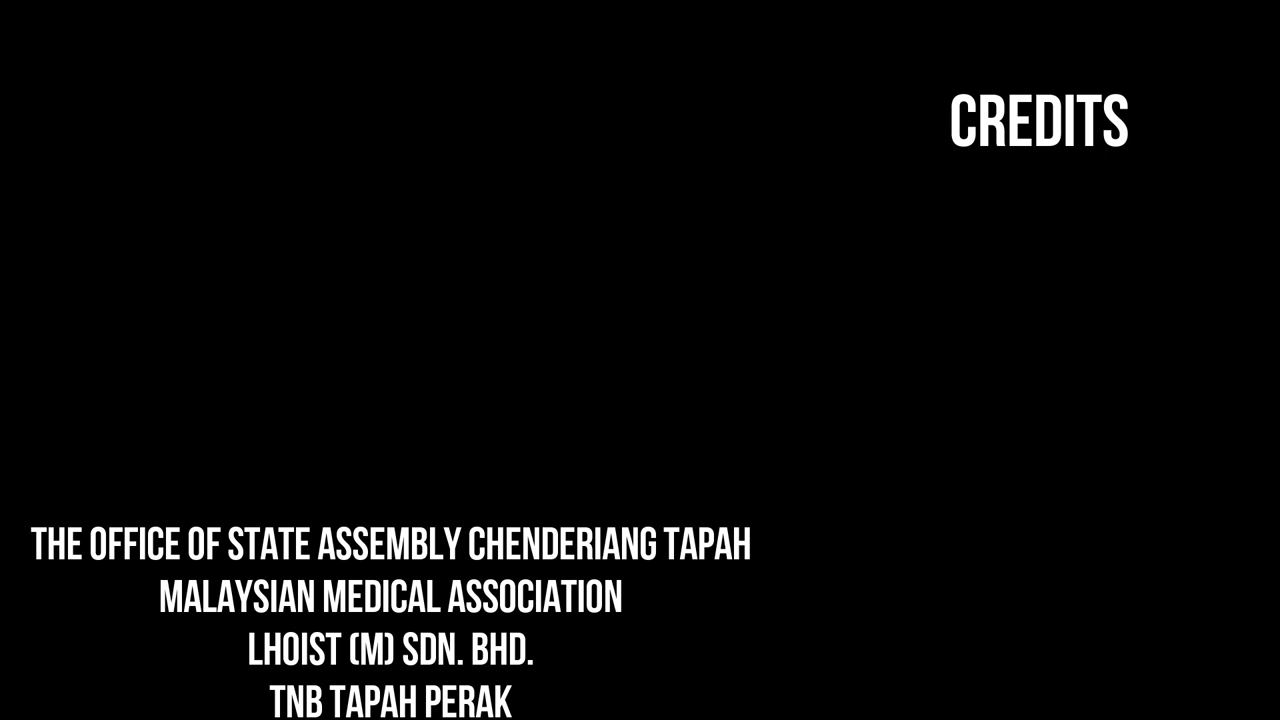 CREDITS
THE OFFICE OF STATE ASSEMBLY CHENDERIANG TAPAH
MALAYSIAN MEDICAL ASSOCIATION
LHOIST (M) SDN. BHD.
TNB TAPAH PERAK